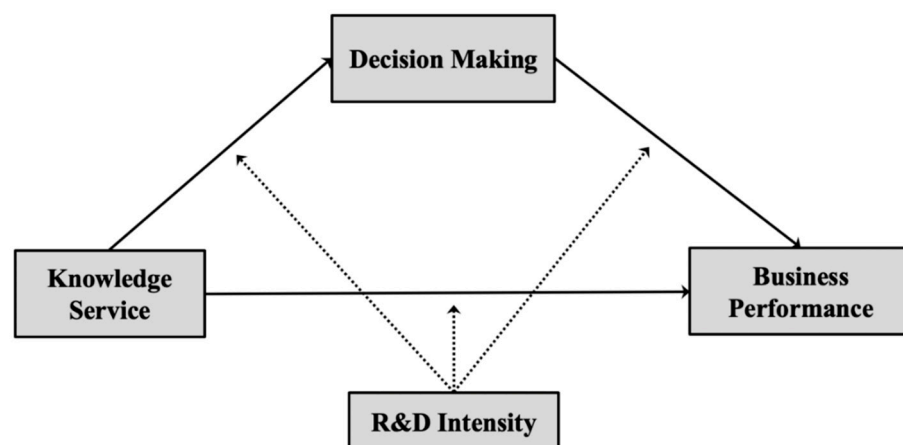 Decision Making
Knowledge
Service
Business
Performance
R&D Intensity